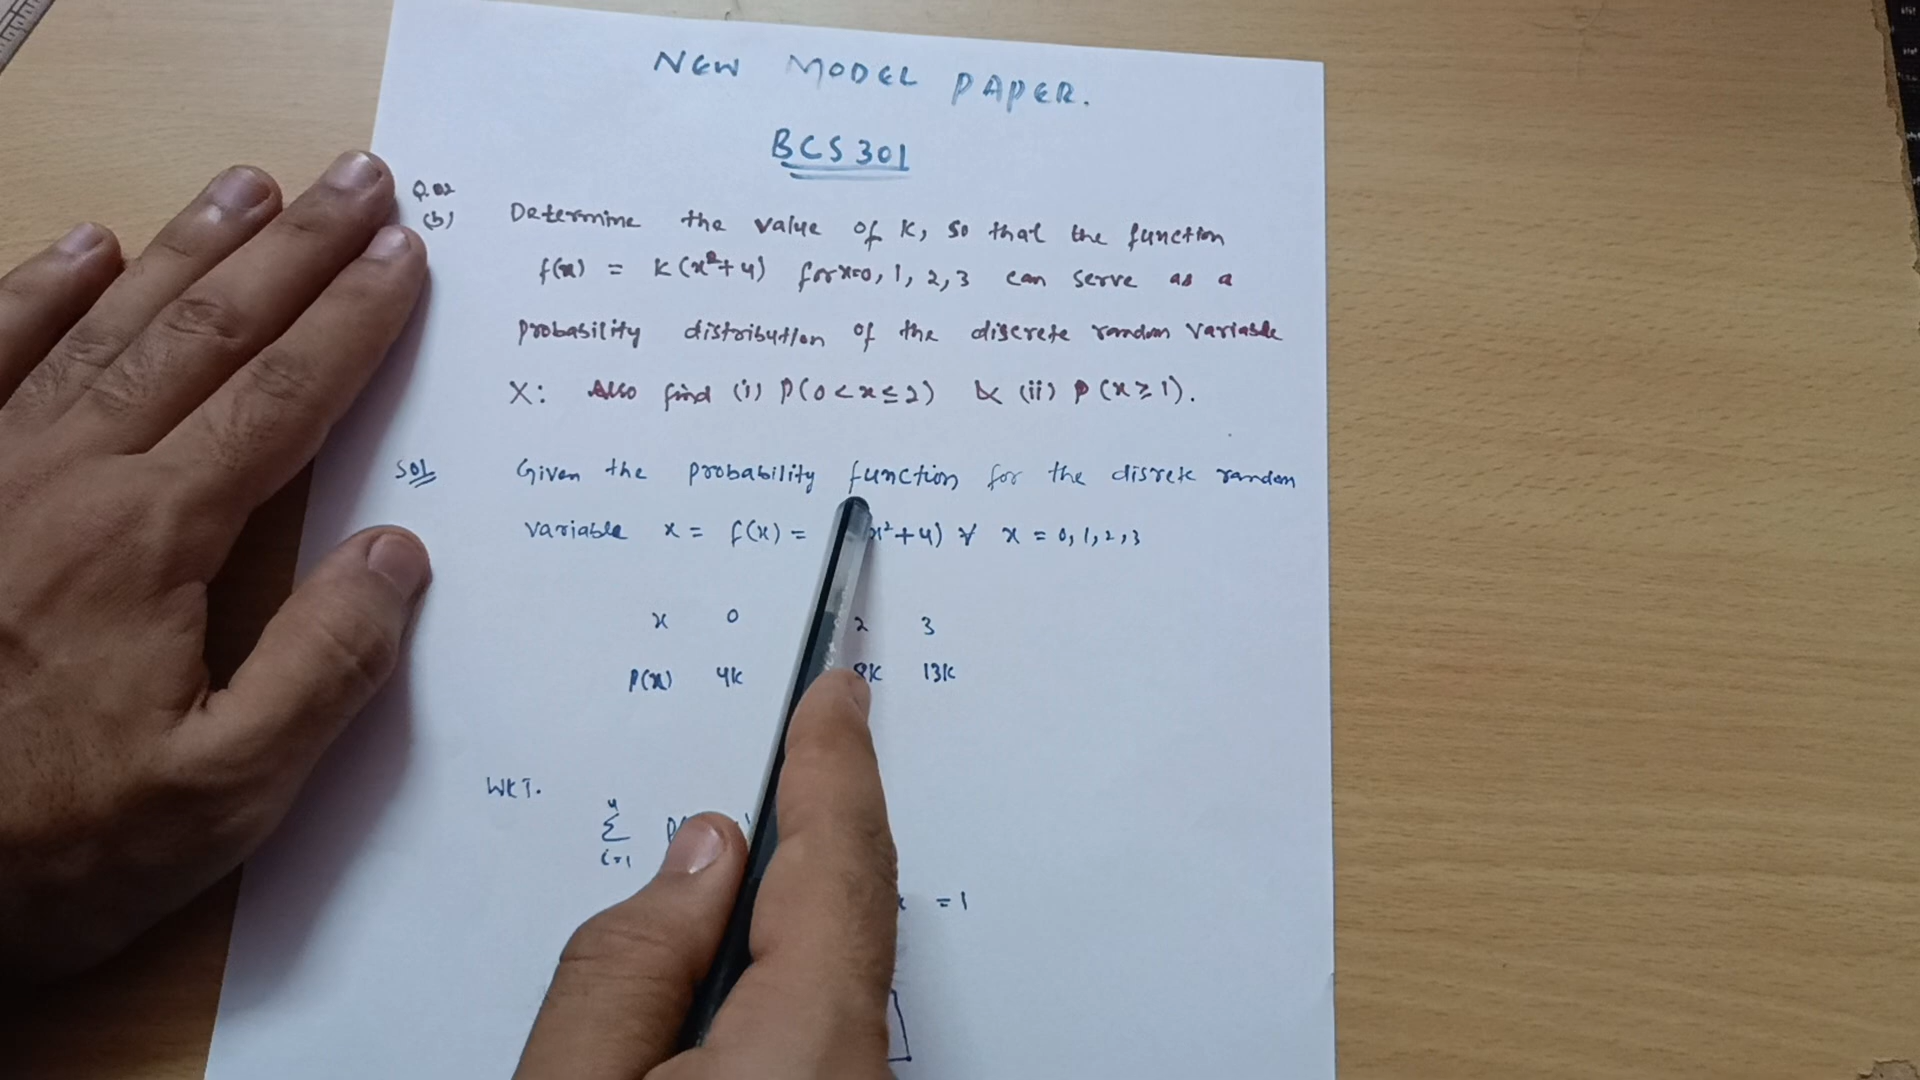 NEW MODEL PAPER.
BCS301
Q.02
(b) Determine the value of K, so that the function
f(x) = K(x²+4) for x=0, 1, 2, 3 can serve as a
probability distribution of the discrete random variable
X: Also find (i) P(0<x≤2) & (ii) P(x≥1).
Sol Given the probability function for the disrete random
variable x = f(x) = x²+4) ∀ x = 0,1,2,3
x 0 2 3
P(x) 4K 8K 13K
WKT.
4
Σ
i=1
= 1